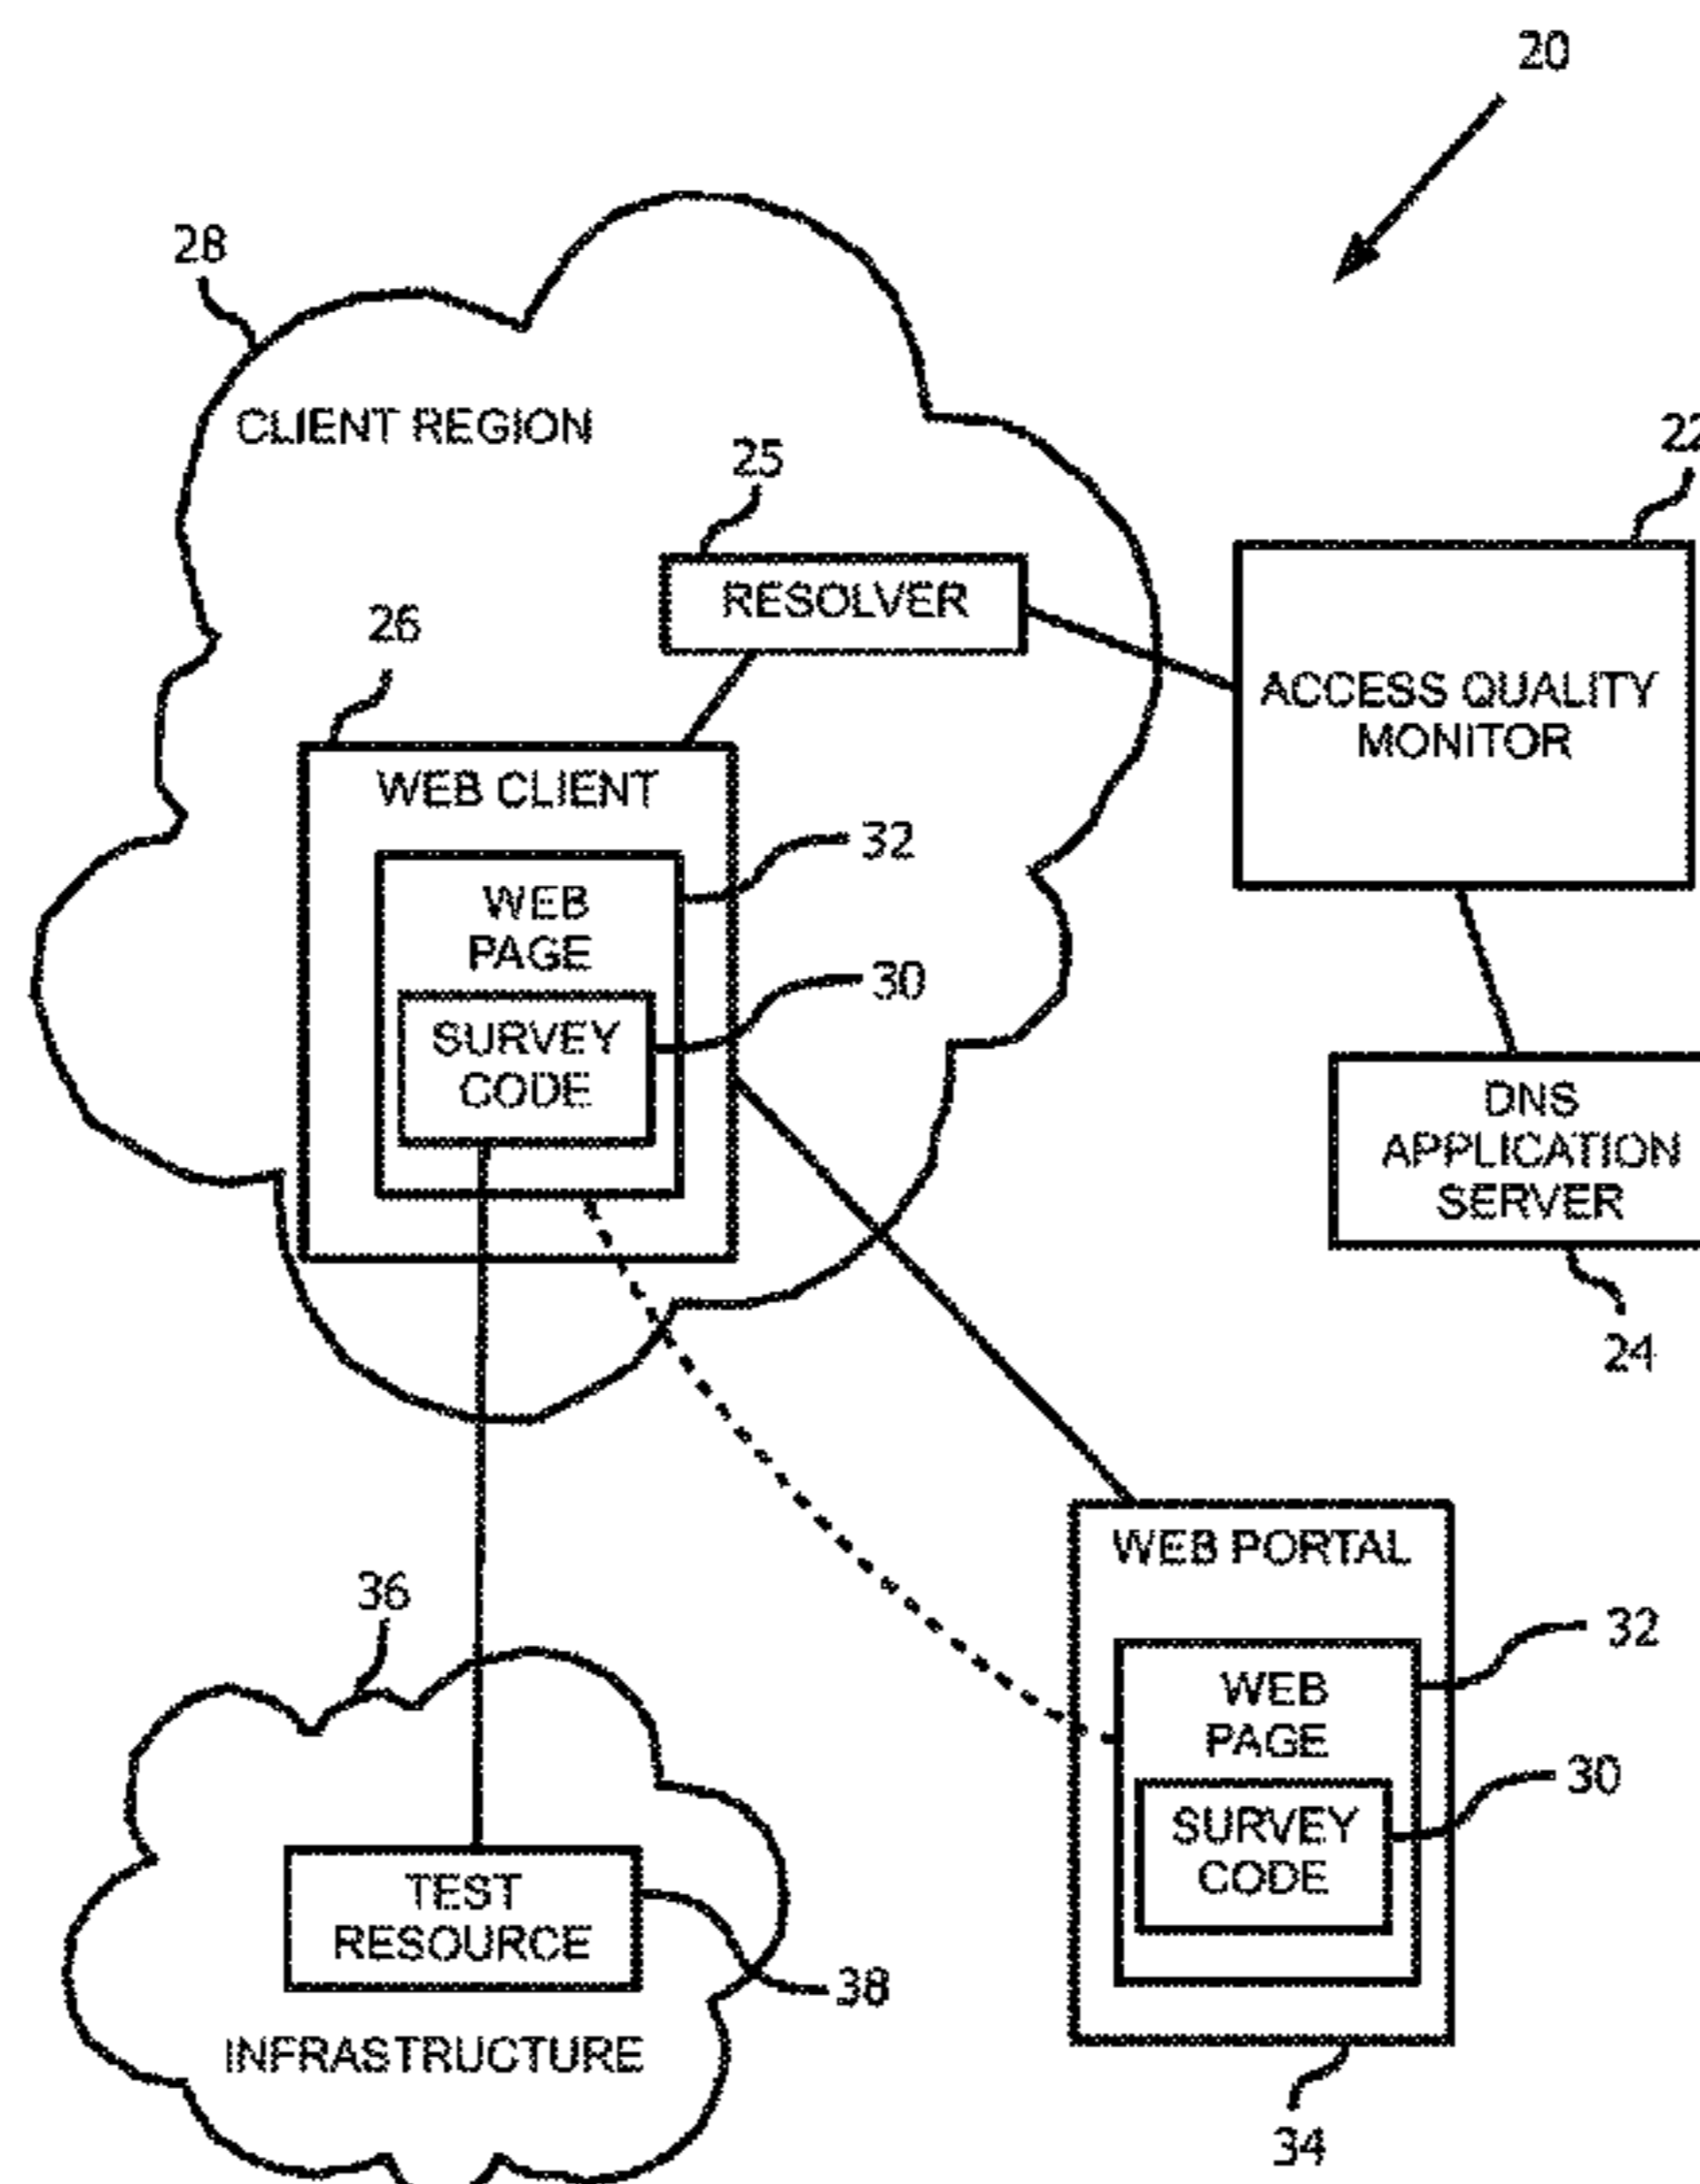 20
28
CLIENT REGION
25
22
RESOLVER
26
ACCESS QUALITY
MONITOR
WEB CLIENT
32
WEB
PAGE
30
SURVEY
CODE
DNS
APPLICATION
SERVER
24
WEB PORTAL
36
32
WEB
PAGE
30
SURVEY
CODE
TEST
RESOURCE
38
INFRASTRUCTURE
34